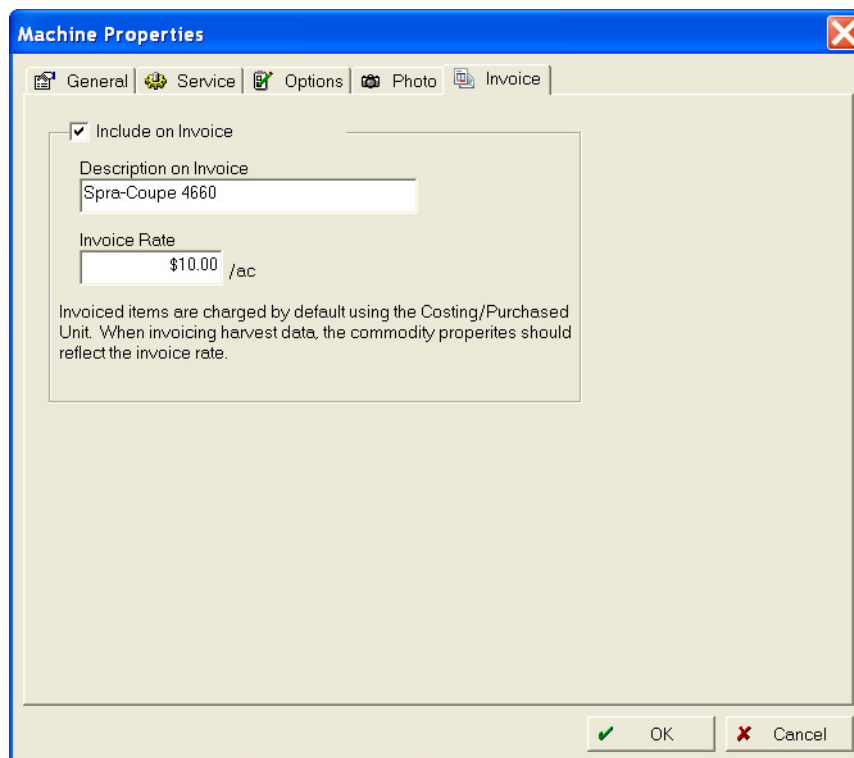 Machine Properties
General Service Options Photo Invoice
Include on Invoice
Description on Invoice
Spra-Coupe 4660
Invoice Rate
$10.00 /ac
Invoiced items are charged by default using the Costing/Purchased
Unit. When invoicing harvest data, the commodity properites should
reflect the invoice rate.
OK Cancel